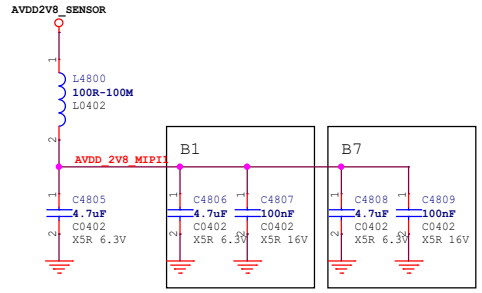 AVDD2V8_SENSOR
1
L4800
100R-100M
L0402
2
AVDD_2V8_MIPI1
B1
B7
1
C4805
4.7uF
C0402
X5R 6.3V
2
1
C4806
4.7uF
C0402
X5R 6.3V
2
1
C4807
100nF
C0402
X5R 16V
2
1
C4808
4.7uF
C0402
X5R 6.3V
2
1
C4809
100nF
C0402
X5R 16V
2